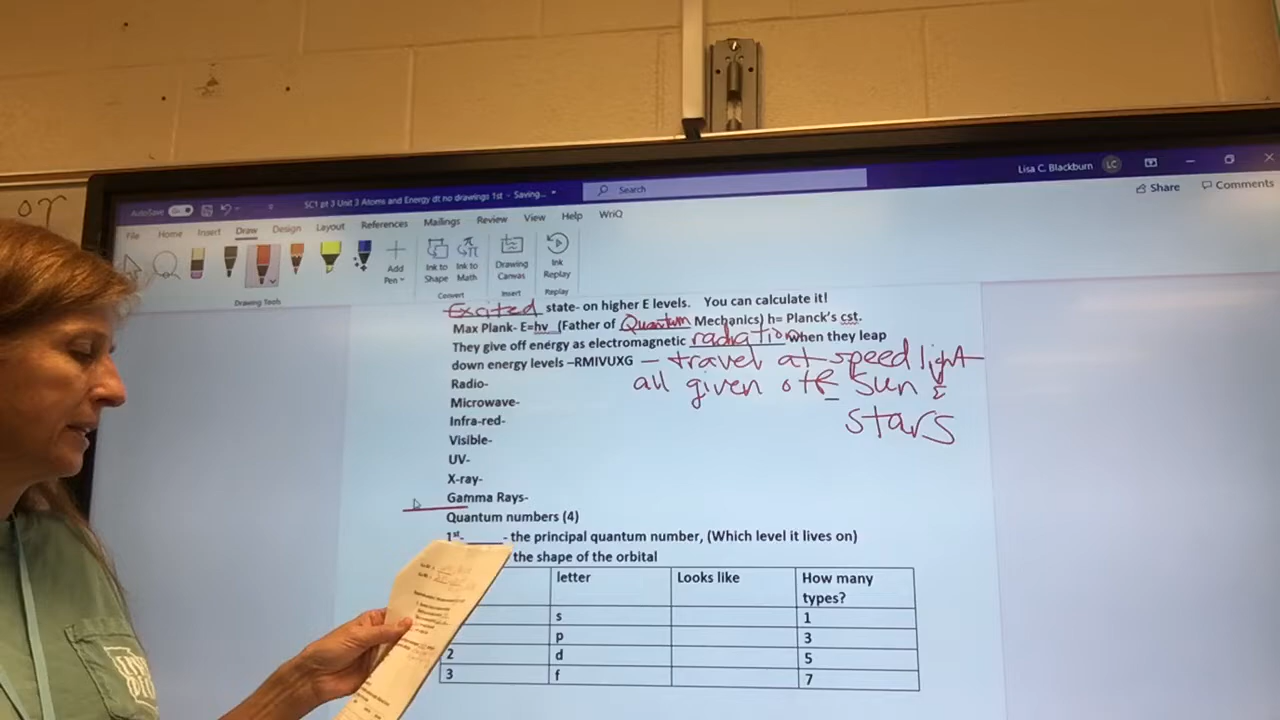 or
AutoSave On SC1 pt 3 Unit 3 Atoms and Energy dt no drawings 1st - Saving... Search Lisa C. Blackburn LC
File Home Insert Draw Design Layout References Mailings Review View Help WriQ Share Comments
Add Pen Ink to Shape Ink to Math Drawing Canvas Ink Replay
Drawing Tools Convert Insert Replay
Excited state- on higher E levels. You can calculate it!
Max Plank- E=hv (Father of Quantum Mechanics) h= Planck's cst.
They give off energy as electromagnetic radiation when they leap
down energy levels –RMIVUXG – travel at speed light
all given off Sun &
stars
Radio-
Microwave-
Infra-red-
Visible-
UV-
X-ray-
Gamma Rays-
Quantum numbers (4)
1st- - the principal quantum number, (Which level it lives on)
the shape of the orbital
letter Looks like How many types?
s 1
p 3
2 d 5
3 f 7